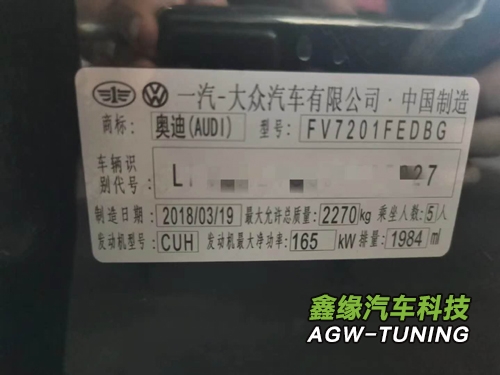 一汽-大众汽车有限公司·中国制造
商标: 奥迪(AUDI) 型号: FV7201FEDBG
车辆识别代号: L 27
制造日期 2018/03/19 最大允许总质量: 2270kg 乘坐人数: 5人
发动机型号: CUH 发动机最大净功率: 165 kW 排量: 1984 ml
鑫缘汽车科技
AGW-TUNING